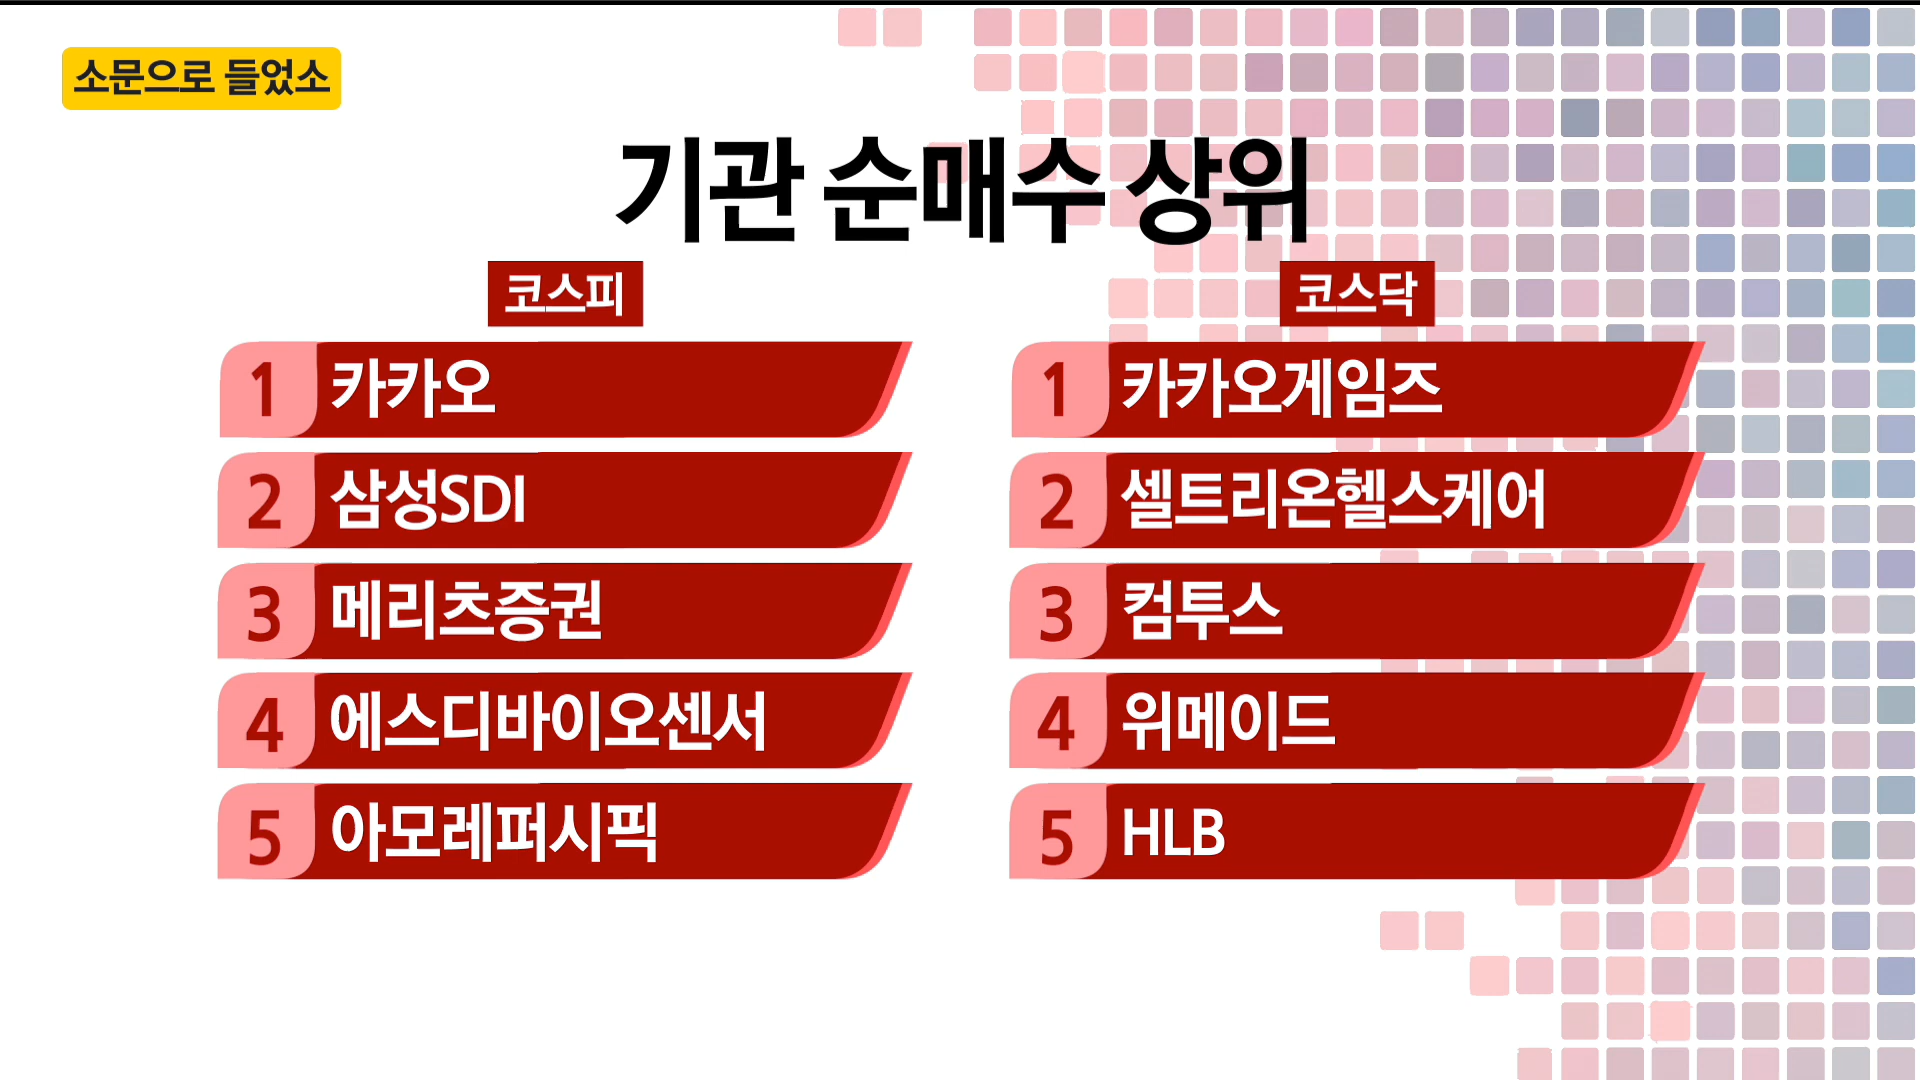 소문으로 들었소
기관 순매수 상위
코스피
1 카카오
2 삼성SDI
3 메리츠증권
4 에스디바이오센서
5 아모레퍼시픽
코스닥
1 카카오게임즈
2 셀트리온헬스케어
3 컴투스
4 위메이드
5 HLB